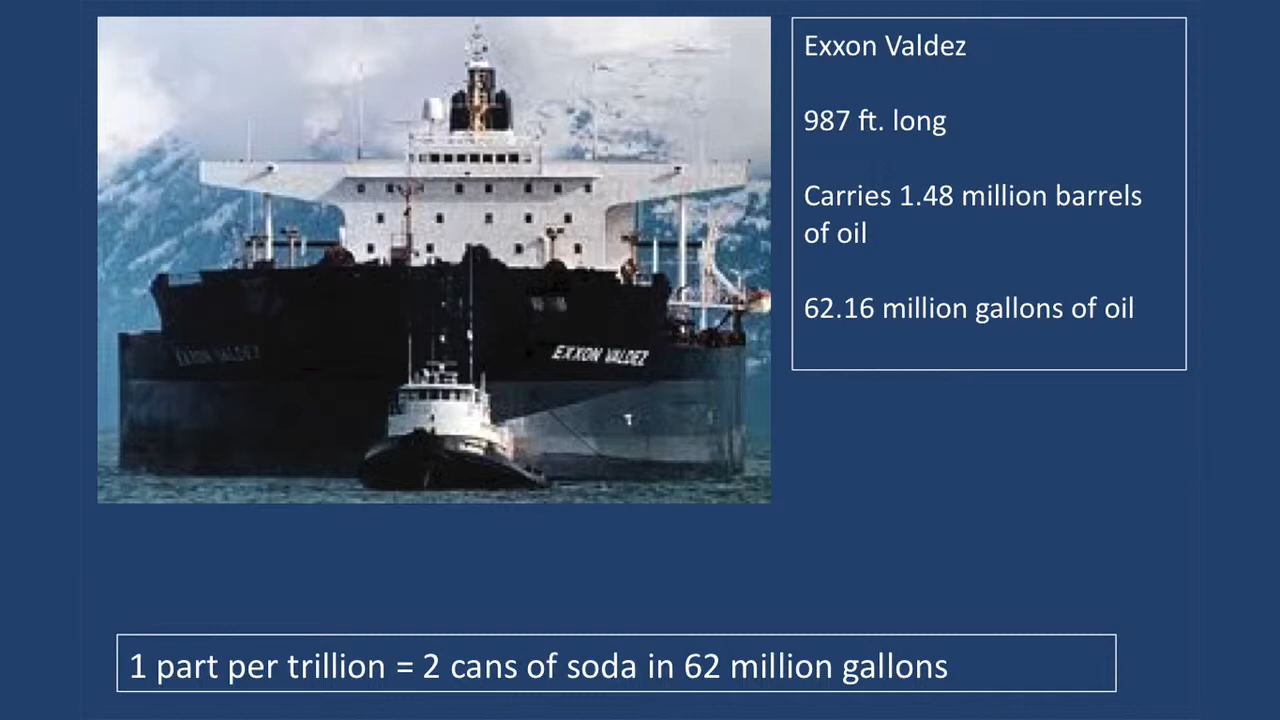 Exxon Valdez
987 ft. long
Carries 1.48 million barrels
of oil
62.16 million gallons of oil
EXXON VALDEZ
EXXON VALDEZ
1 part per trillion = 2 cans of soda in 62 million gallons